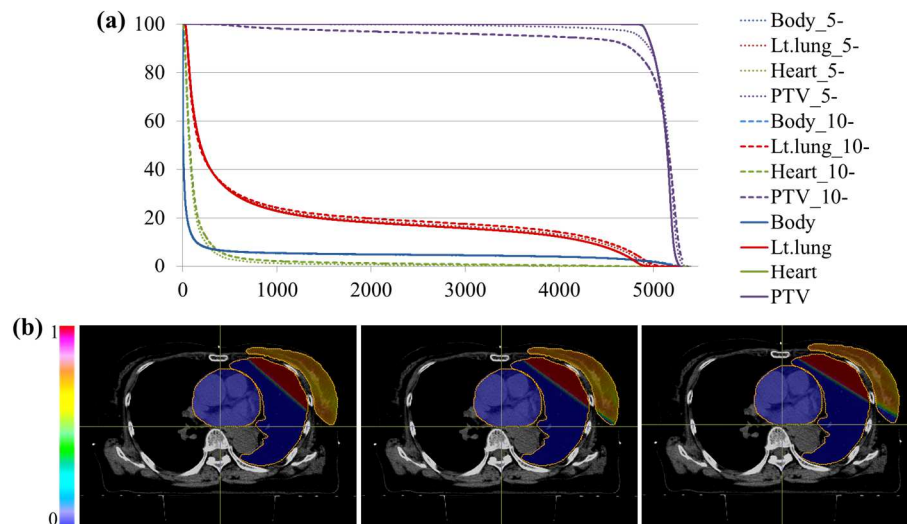 (a)
100
80
60
40
20
0
0 1000 2000 3000 4000 5000
Body_5-
Lt.lung_5-
Heart_5-
PTV_5-
Body_10-
Lt.lung_10-
Heart_10-
PTV_10-
Body
Lt.lung
Heart
PTV
(b)
1
0